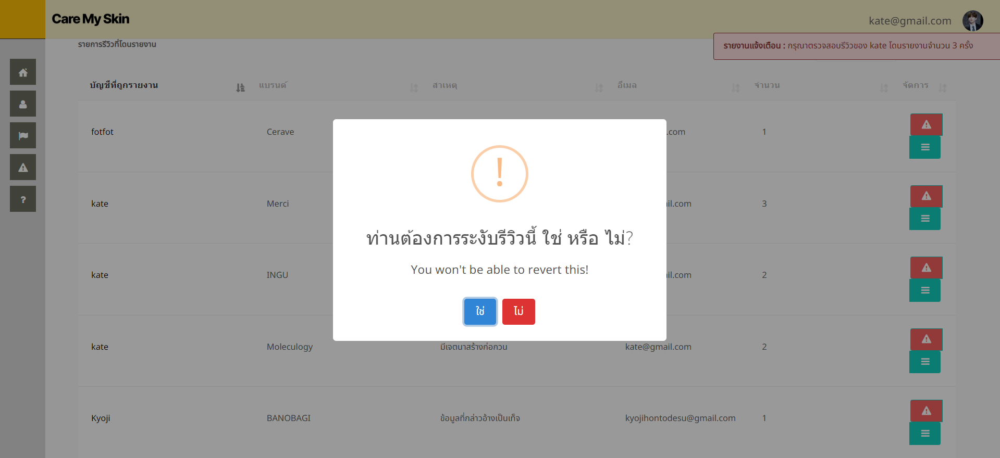 Care My Skin
kate@gmail.com
รายการรีวิวที่โดนรายงาน
รายงานแจ้งเตือน : กรุณาตรวจสอบรีวิวของ kate โดนรายงานจำนวน 3 ครั้ง
บัญชีที่ถูกรายงาน แบรนด์ สาเหตุ อีเมล จำนวน จัดการ
fotfot Cerave .com 1
kate Merci il.com 3
!
ท่านต้องการระงับรีวิวนี้ ใช่ หรือ ไม่?
You won't be able to revert this!
kate INGU il.com 2
ใช่ ไม่
kate Moleculogy มีเจตนาสร้างก่อกวน kate@gmail.com 2
Kyoji BANOBAGI ข้อมูลที่กล่าวอ้างเป็นเท็จ kyojihontodesu@gmail.com 1